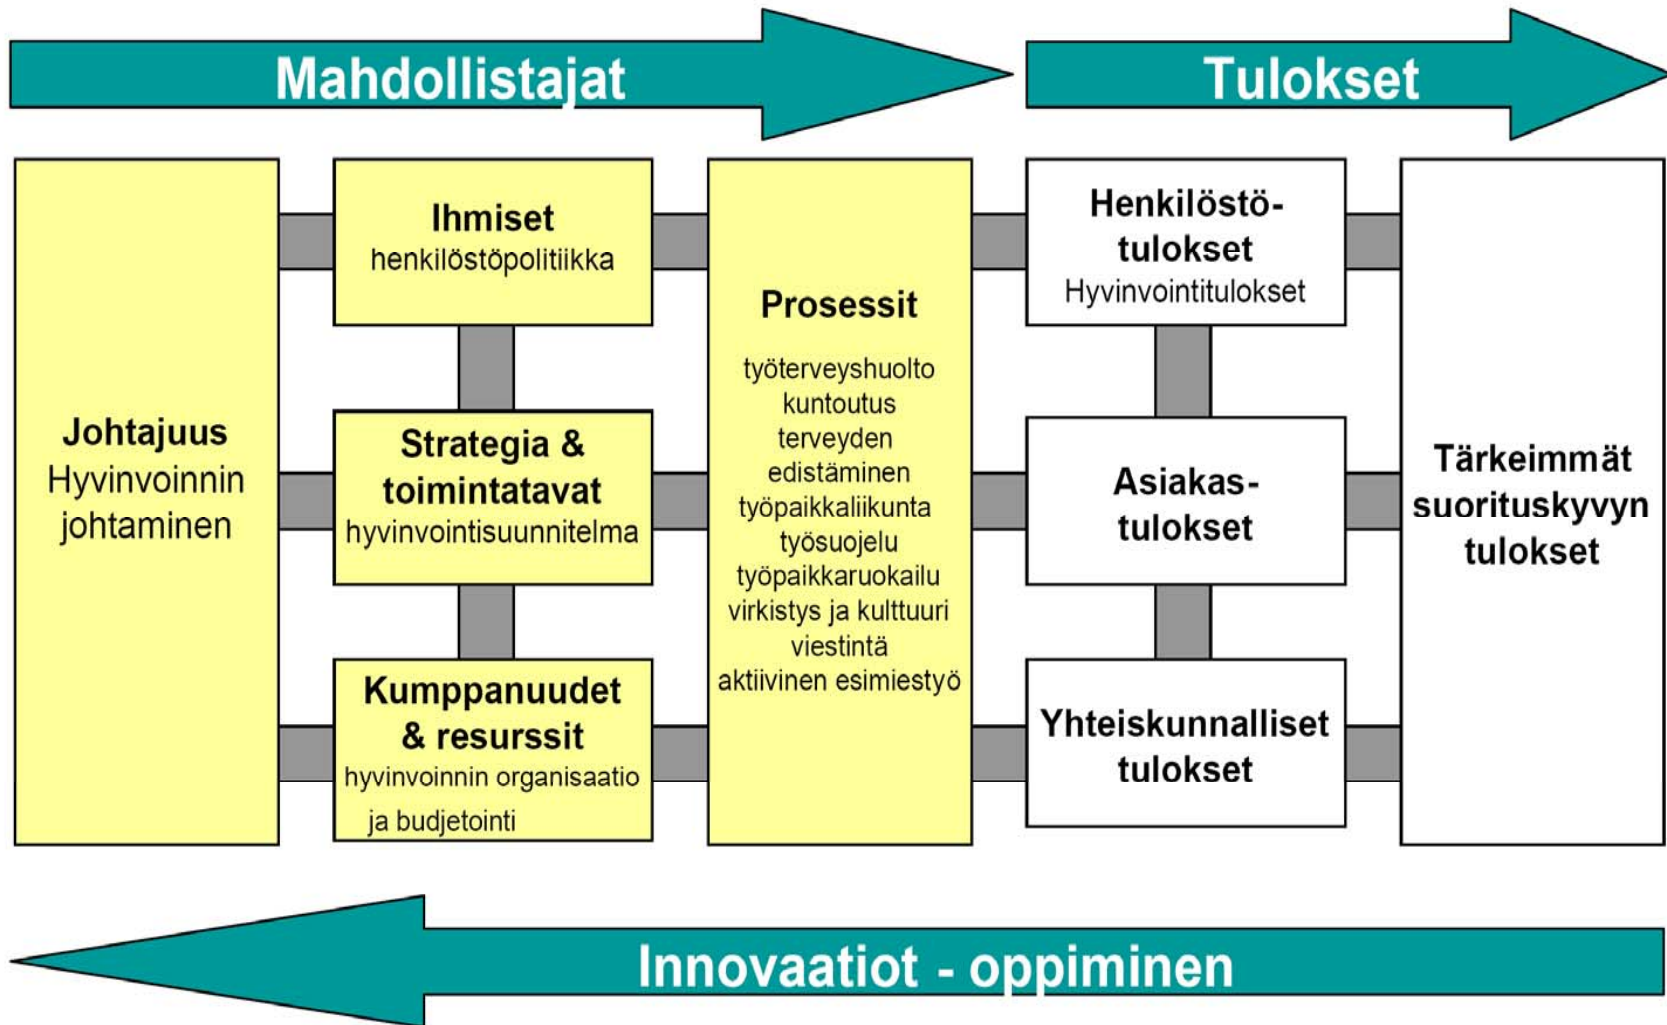 Mahdollistajat
Tulokset
Johtajuus
Hyvinvoinnin
johtaminen
Ihmiset
henkilöstöpolitiikka
Strategia &
toimintatavat
hyvinvointisuunnitelma
Kumppanuudet
& resurssit
hyvinvoinnin organisaatio
ja budjetointi
Prosessit
työterveyshuolto
kuntoutus
terveyden
edistäminen
työpaikkaliikunta
työsuojelu
työpaikkaruokailu
virkistys ja kulttuuri
viestintä
aktiivinen esimiestyö
Henkilöstö-
tulokset
Hyvinvointitulokset
Asiakas-
tulokset
Yhteiskunnalliset
tulokset
Tärkeimmät
suorituskyvyn
tulokset
Innovaatiot - oppiminen